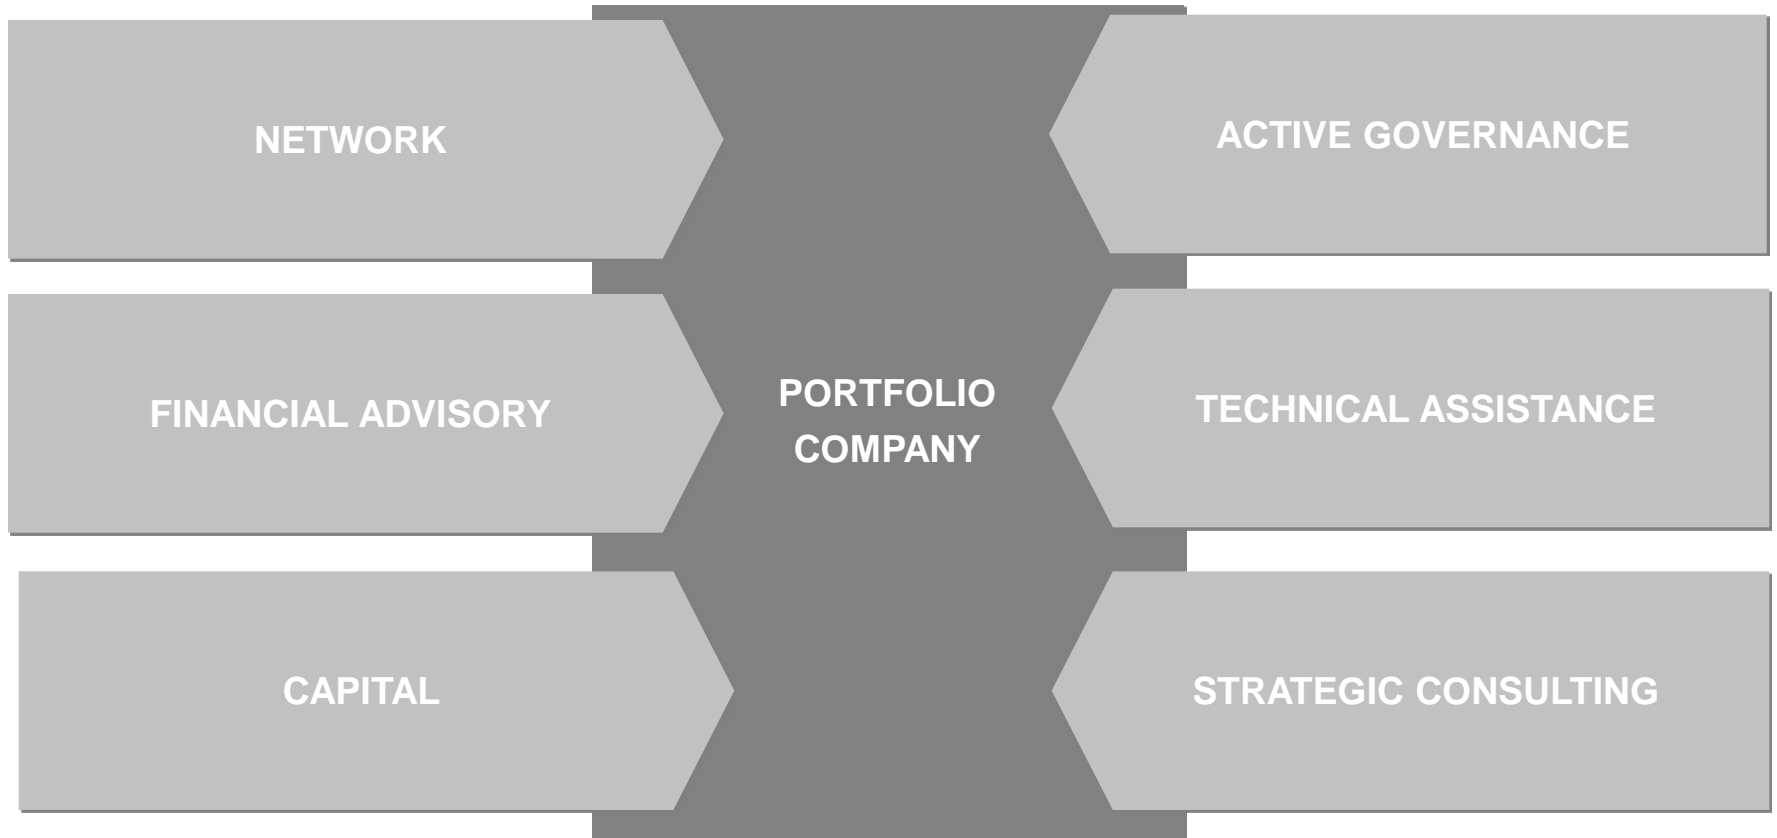 NETWORK
ACTIVE GOVERNANCE
FINANCIAL ADVISORY
PORTFOLIO
COMPANY
TECHNICAL ASSISTANCE
CAPITAL
STRATEGIC CONSULTING